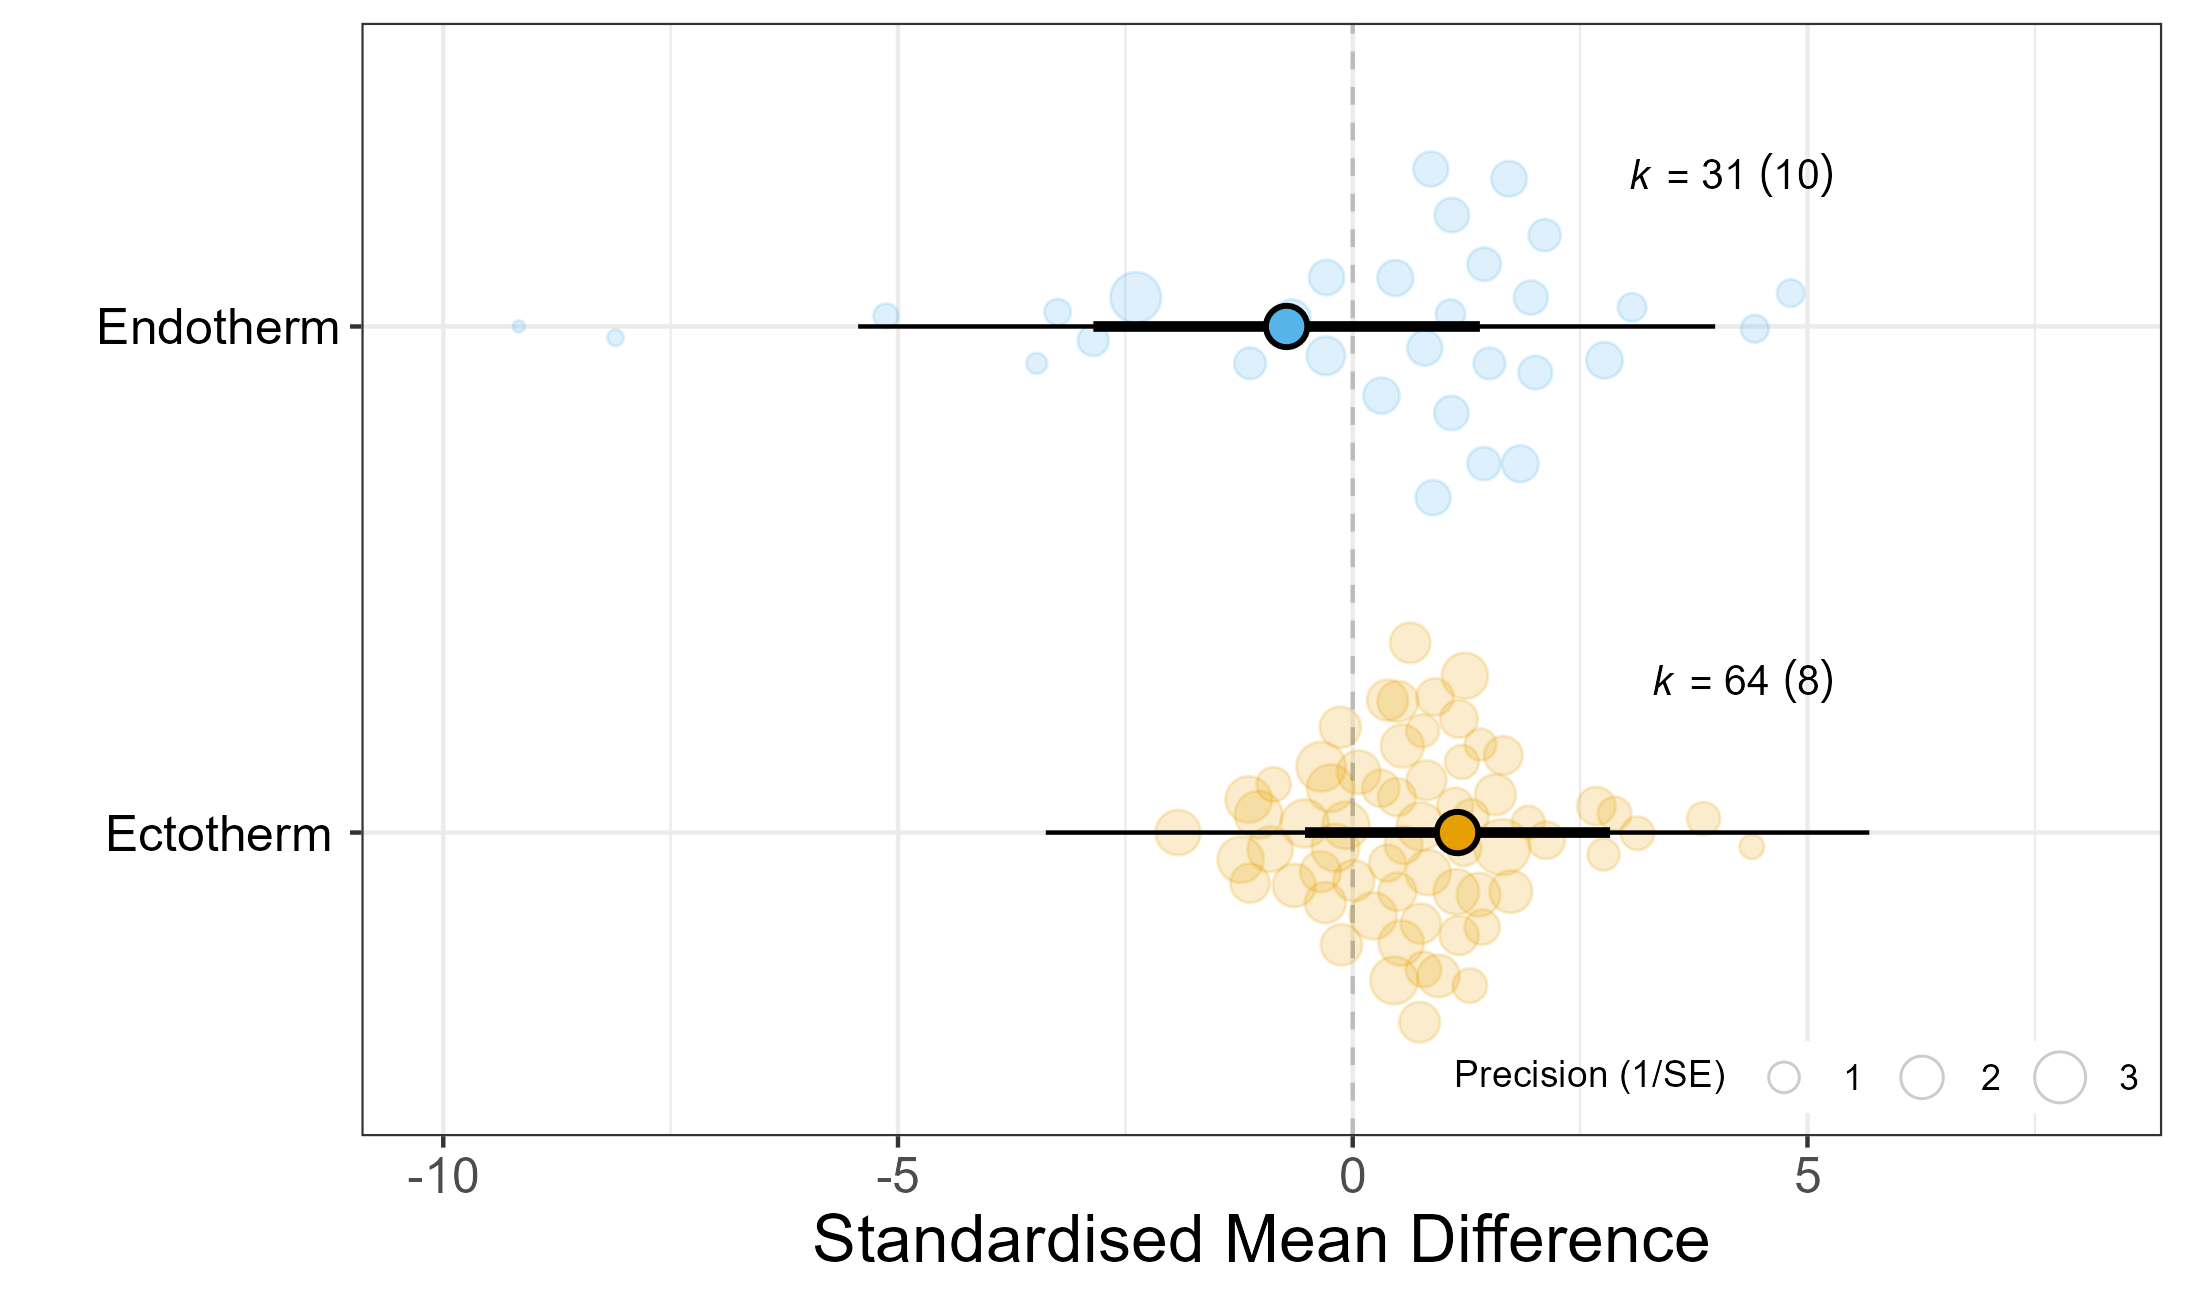 k = 31 (10)
Endotherm
k = 64 (8)
Ectotherm
Precision (1/SE) 1 2 3
-10 -5 0 5
Standardised Mean Difference